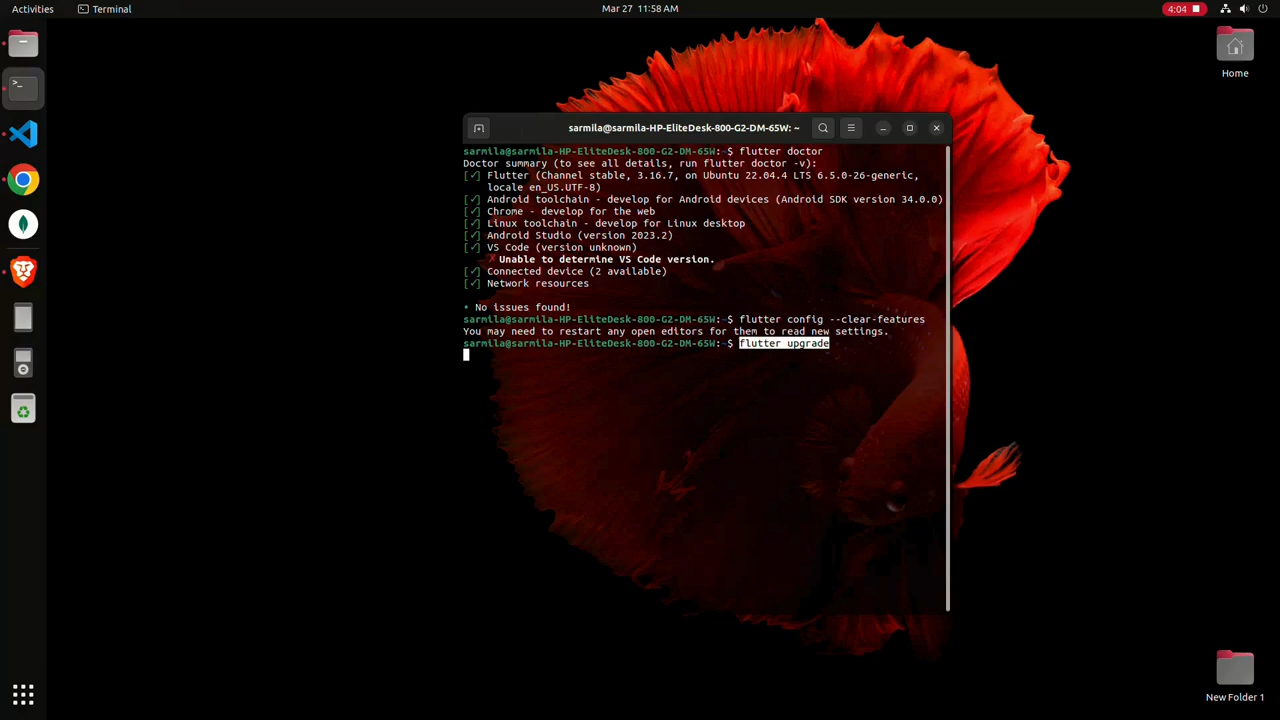 Activities
Terminal
Mar 27 11:58 AM
4:04
Home
sarmila@sarmila-HP-EliteDesk-800-G2-DM-65W: ~
sarmila@sarmila-HP-EliteDesk-800-G2-DM-65W:~$ flutter doctor
Doctor summary (to see all details, run flutter doctor -v):
[✓] Flutter (Channel stable, 3.16.7, on Ubuntu 22.04.4 LTS 6.5.0-26-generic,
locale en_US.UTF-8)
[✓] Android toolchain - develop for Android devices (Android SDK version 34.0.0)
[✓] Chrome - develop for the web
[✓] Linux toolchain - develop for Linux desktop
[✓] Android Studio (version 2023.2)
[✓] VS Code (version unknown)
✗ Unable to determine VS Code version.
[✓] Connected device (2 available)
[✓] Network resources
• No issues found!
sarmila@sarmila-HP-EliteDesk-800-G2-DM-65W:~$ flutter config --clear-features
You may need to restart any open editors for them to read new settings.
sarmila@sarmila-HP-EliteDesk-800-G2-DM-65W:~$ flutter upgrade
New Folder 1